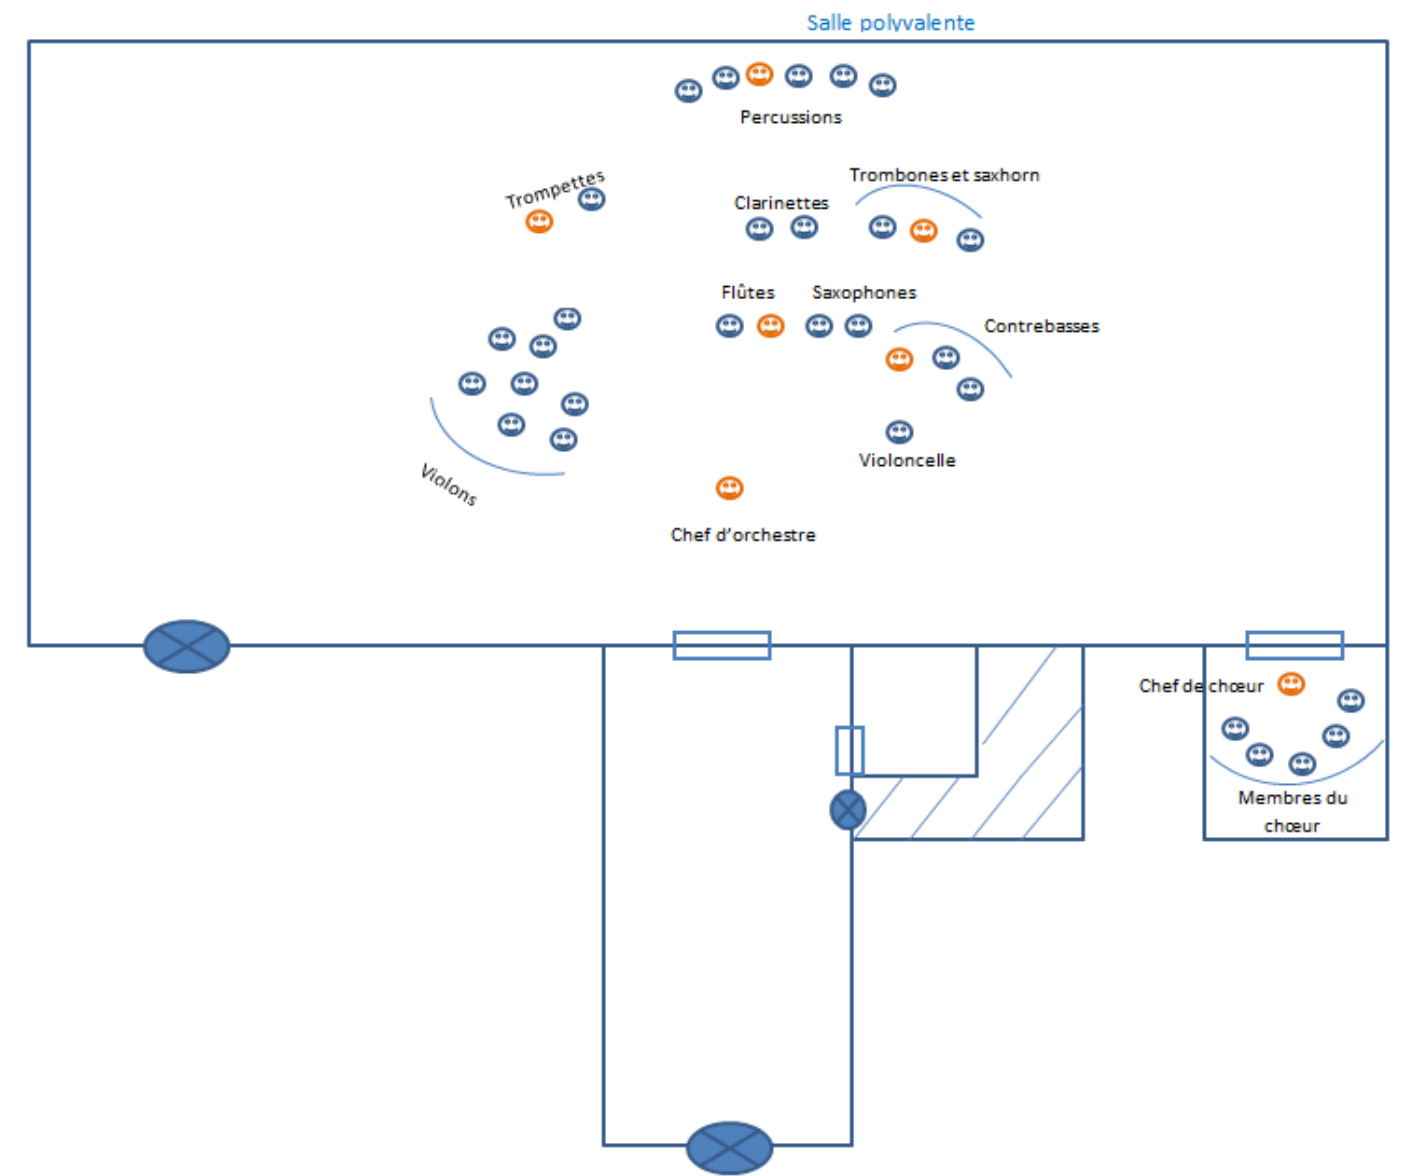 Salle polyvalente
Percussions
Trompettes
Trombones et saxhorn
Clarinettes
Flûtes
Saxophones
Contrebasses
Violoncelle
Violons
Chef d’orchestre
Chef de chœur
Membres du
chœur